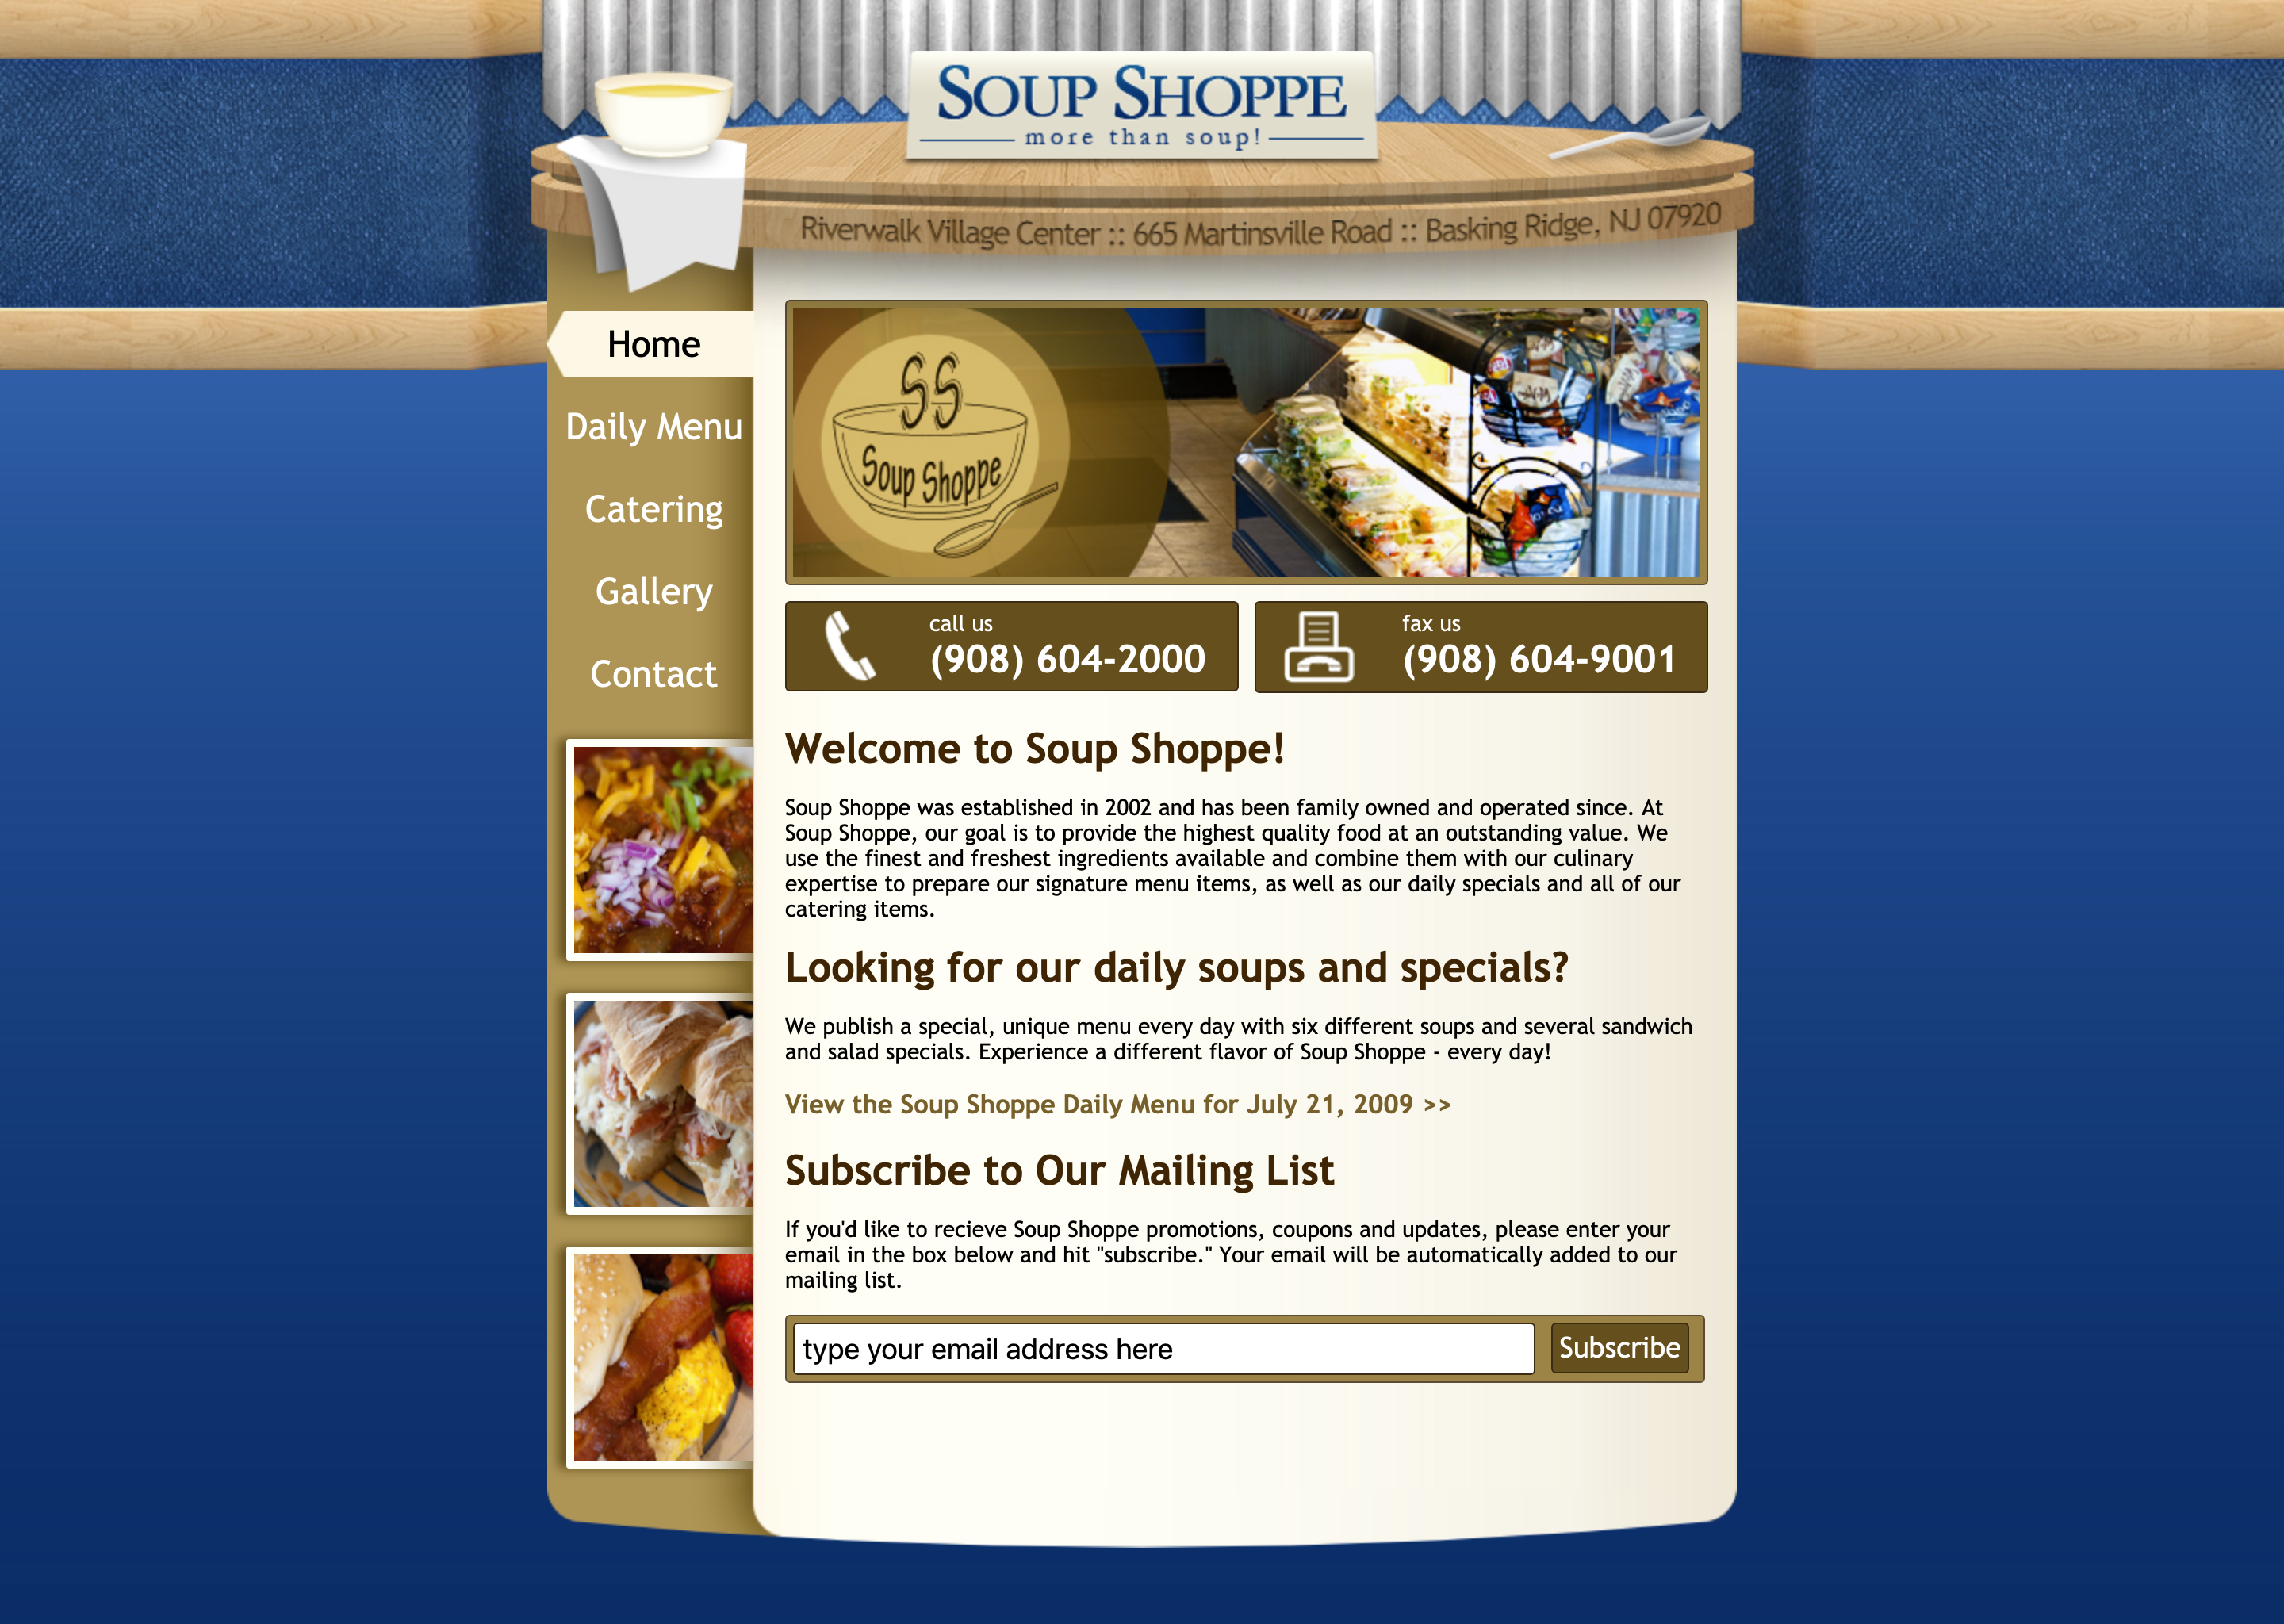 SOUP SHOPPE
more than soup!
Riverwalk Village Center :: 665 Martinsville Road :: Basking Ridge, NJ 07920
Home
Daily Menu
Catering
Gallery
Contact
SS
Soup Shoppe
call us
(908) 604-2000
fax us
(908) 604-9001
Welcome to Soup Shoppe!
Soup Shoppe was established in 2002 and has been family owned and operated since. At
Soup Shoppe, our goal is to provide the highest quality food at an outstanding value. We
use the finest and freshest ingredients available and combine them with our culinary
expertise to prepare our signature menu items, as well as our daily specials and all of our
catering items.
Looking for our daily soups and specials?
We publish a special, unique menu every day with six different soups and several sandwich
and salad specials. Experience a different flavor of Soup Shoppe - every day!
View the Soup Shoppe Daily Menu for July 21, 2009 >>
Subscribe to Our Mailing List
If you'd like to recieve Soup Shoppe promotions, coupons and updates, please enter your
email in the box below and hit "subscribe." Your email will be automatically added to our
mailing list.
type your email address here
Subscribe